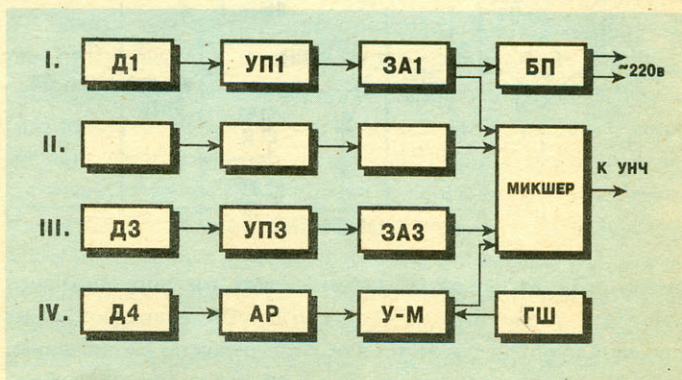 I. Д1 УП1 ЗА1 БП ~220в
II.
МИКШЕР К УНЧ
III. Д3 УП3 ЗА3
IV. Д4 АР У-М ГШ